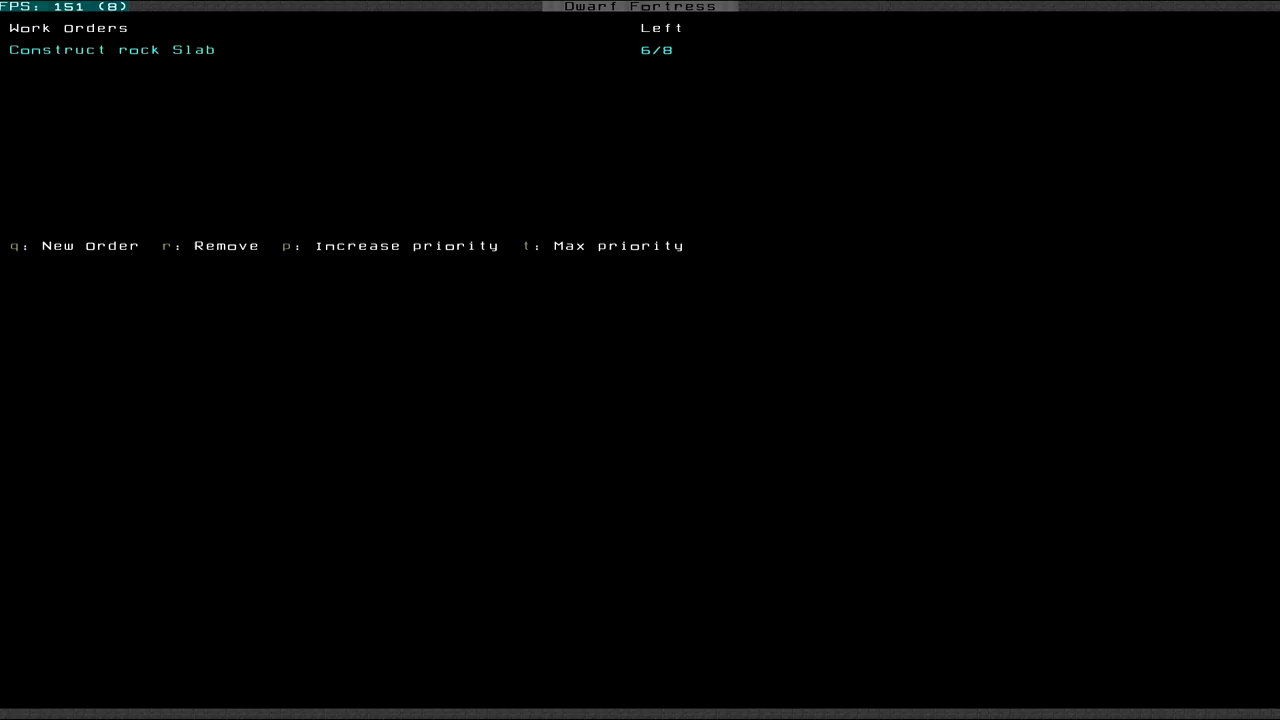 FPS: 151 (8) Dwarf Fortress
Work Orders Left
Construct rock Slab 6/8
q: New Order r: Remove p: Increase priority t: Max priority